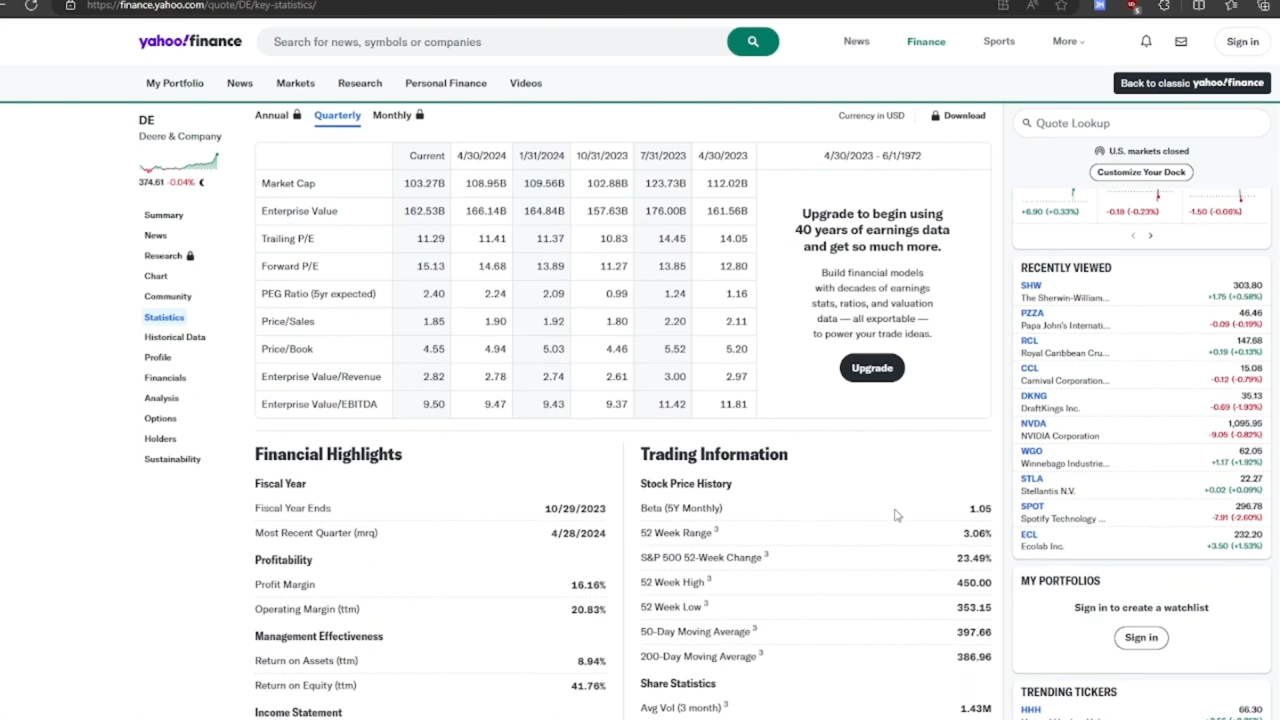 https://finance.yahoo.com/quote/DE/key-statistics/
yahoo!finance
Search for news, symbols or companies
News Finance Sports More
Sign in
My Portfolio News Markets Research Personal Finance Videos
Back to classic yahoo!finance
DE
Deere & Company
374.61 -0.04%
Summary
News
Research
Chart
Community
Statistics
Historical Data
Profile
Financials
Analysis
Options
Holders
Sustainability
Annual Quarterly Monthly Currency in USD Download
Current 4/30/2024 1/31/2024 10/31/2023 7/31/2023 4/30/2023 4/30/2023 - 6/1/1972
Market Cap 103.27B 108.95B 109.56B 102.88B 123.73B 112.02B
Enterprise Value 162.53B 166.14B 164.84B 157.63B 176.00B 161.56B
Trailing P/E 11.29 11.41 11.37 10.83 14.45 14.05
Forward P/E 15.13 14.68 13.89 11.27 13.85 12.80
PEG Ratio (5yr expected) 2.40 2.24 2.09 0.99 1.24 1.16
Price/Sales 1.85 1.90 1.92 1.80 2.20 2.11
Price/Book 4.55 4.94 5.03 4.46 5.52 5.20
Enterprise Value/Revenue 2.82 2.78 2.74 2.61 3.00 2.97
Enterprise Value/EBITDA 9.50 9.47 9.43 9.37 11.42 11.81
Upgrade to begin using
40 years of earnings data
and get so much more.
Build financial models
with decades of earnings
stats, ratios, and valuation
data — all exportable —
to power your trade ideas.
Upgrade
Financial Highlights
Fiscal Year
Fiscal Year Ends 10/29/2023
Most Recent Quarter (mrq) 4/28/2024
Profitability
Profit Margin 16.16%
Operating Margin (ttm) 20.83%
Management Effectiveness
Return on Assets (ttm) 8.94%
Return on Equity (ttm) 41.76%
Income Statement
Trading Information
Stock Price History
Beta (5Y Monthly) 1.05
52 Week Range 3 3.06%
S&P 500 52-Week Change 3 23.49%
52 Week High 3 450.00
52 Week Low 3 353.15
50-Day Moving Average 3 397.66
200-Day Moving Average 3 386.96
Share Statistics
Avg Vol (3 month) 3 1.43M
Quote Lookup
U.S. markets closed
Customize Your Dock
+6.90 (+0.33%) -0.18 (-0.23%) -1.50 (-0.06%)
RECENTLY VIEWED
SHW 303.80
The Sherwin-William... +1.75 (+0.58%)
PZZA 46.46
Papa John's Internati... -0.09 (-0.19%)
RCL 147.68
Royal Caribbean Cru... +0.19 (+0.13%)
CCL 15.08
Carnival Corporation... -0.12 (-0.79%)
DKNG 35.13
DraftKings Inc. -0.69 (-1.93%)
NVDA 1,095.95
NVIDIA Corporation -9.05 (-0.82%)
WGO 62.05
Winnebago Industrie... +1.17 (+1.92%)
STLA 22.27
Stellantis N.V. +0.02 (+0.09%)
SPOT 296.78
Spotify Technology ... -7.91 (-2.60%)
ECL 232.20
Ecolab Inc. +3.50 (+1.53%)
MY PORTFOLIOS
Sign in to create a watchlist
Sign in
TRENDING TICKERS
HHH 66.30